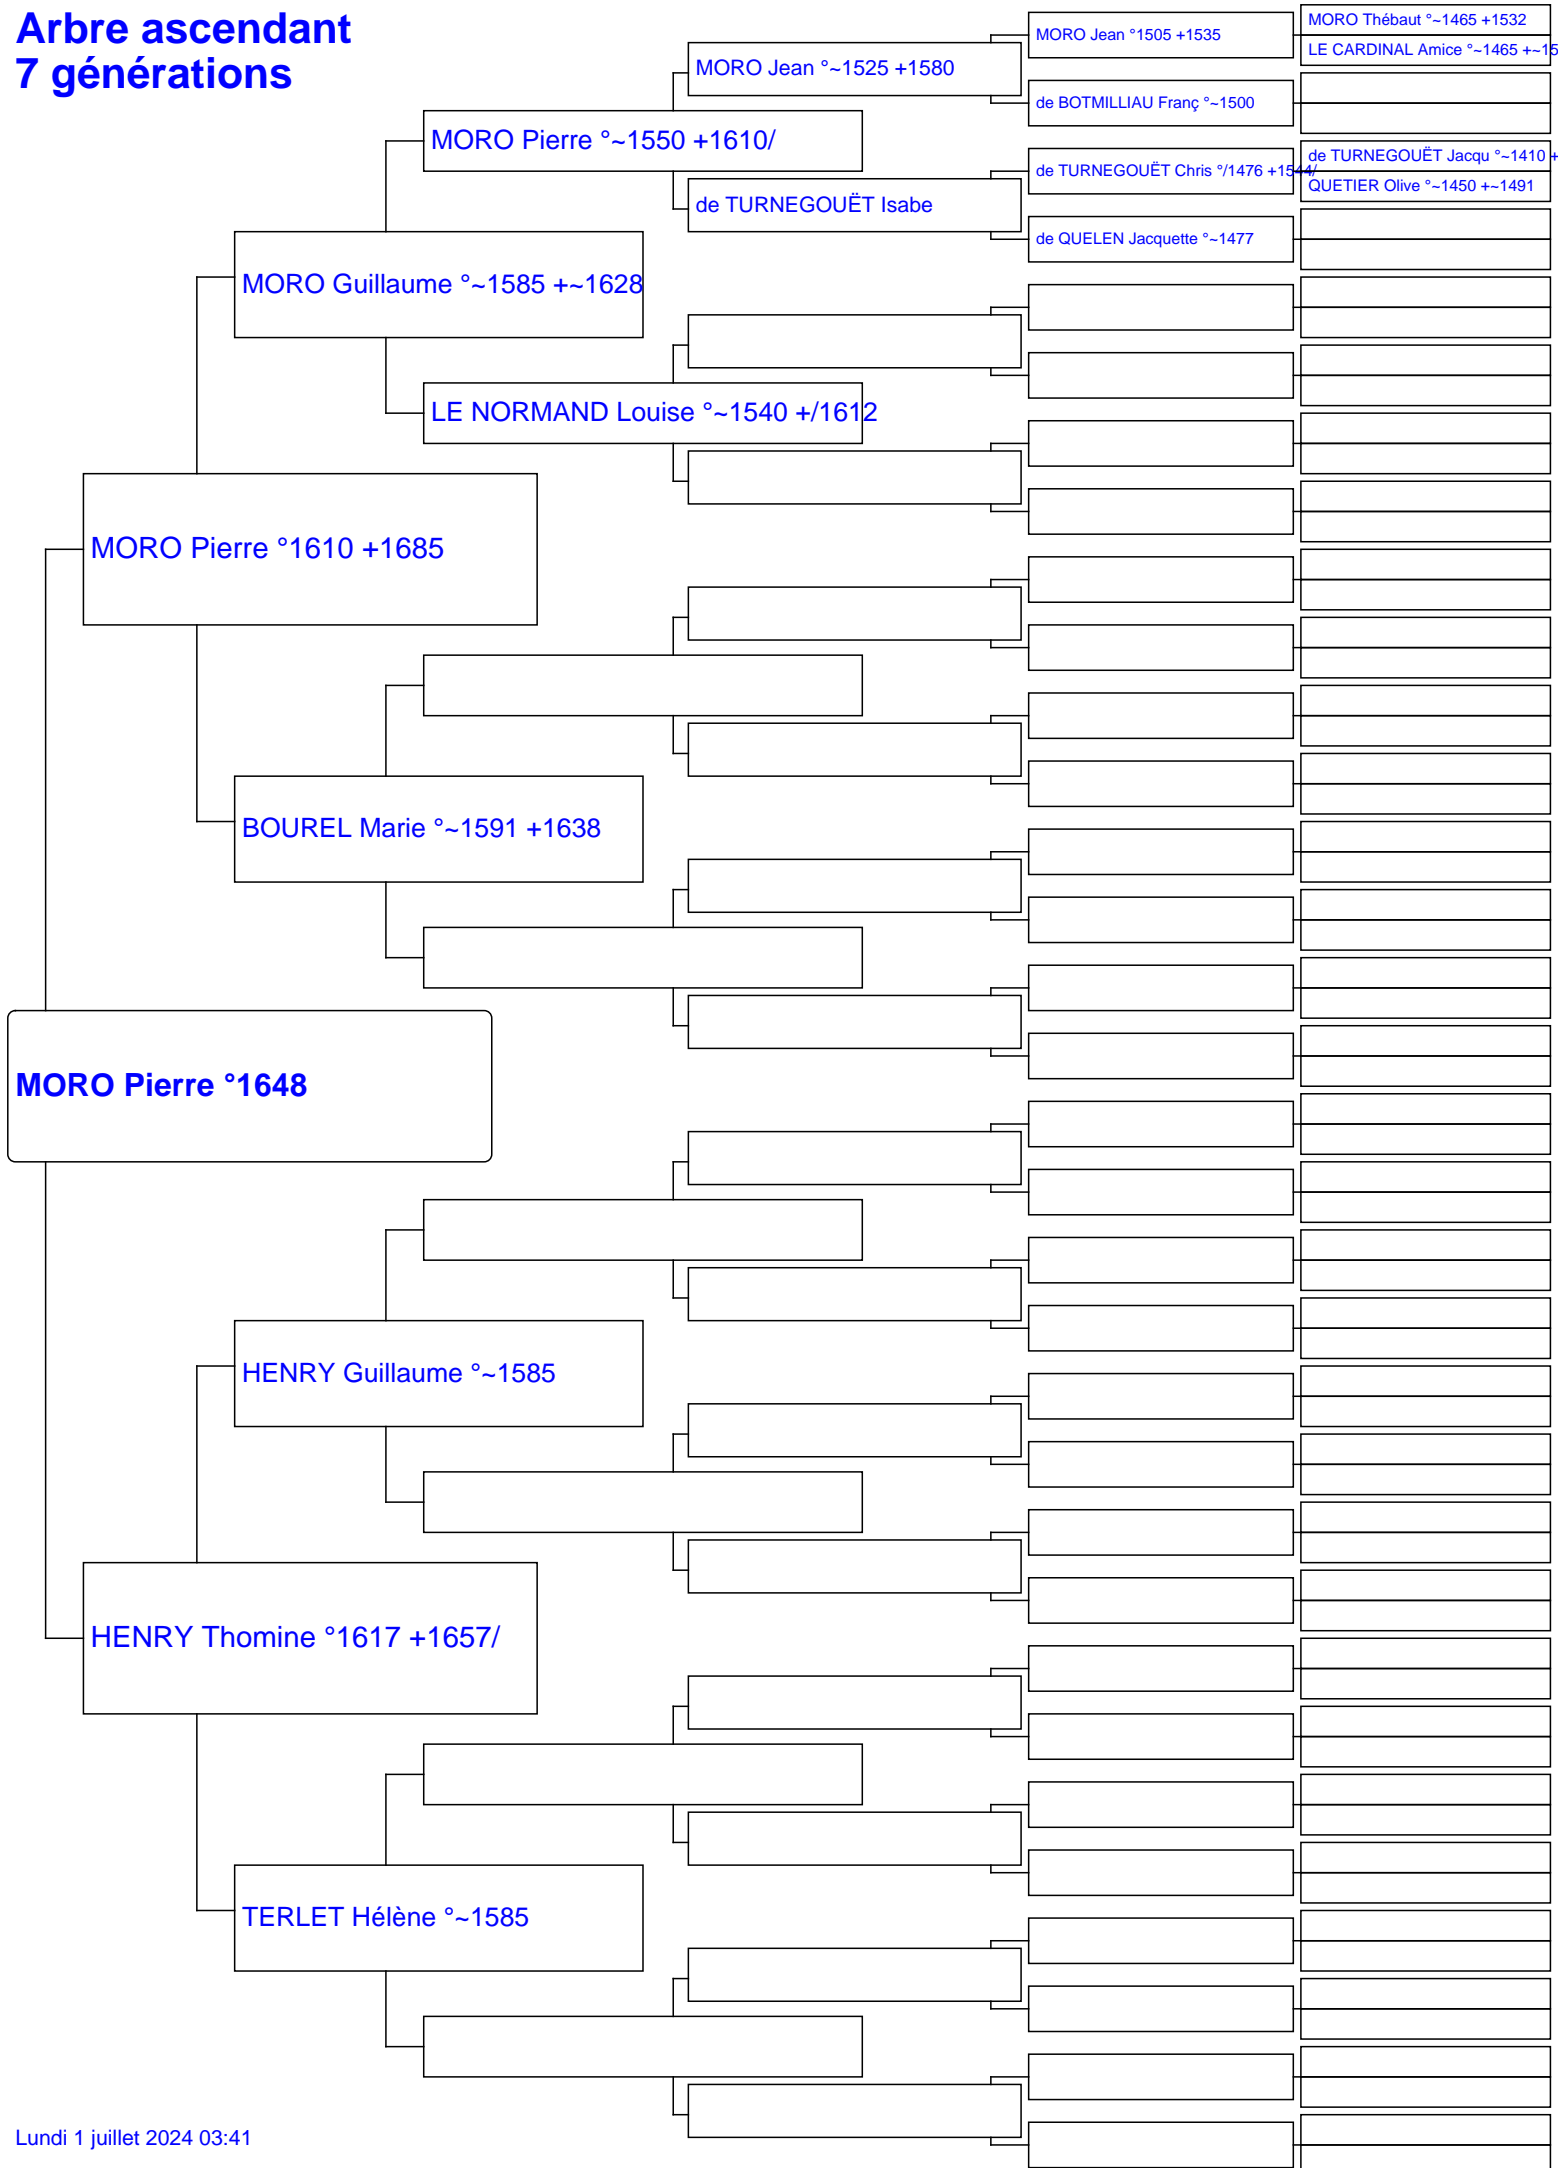 Arbre ascendant
7 générations
MORO Pierre °1648
MORO Pierre °1610 +1685
HENRY Thomine °1617 +1657/
MORO Guillaume °~1585 +~1628
BOUREL Marie °~1591 +1638
HENRY Guillaume °~1585
TERLET Hélène °~1585
MORO Pierre °~1550 +1610/
LE NORMAND Louise °~1540 +/1612
MORO Jean °~1525 +1580
de TURNEGOUËT Isabe
MORO Jean °1505 +1535
de BOTMILLIAU Franç °~1500
de TURNEGOUËT Chris °/1476 +1544/
de QUELEN Jacquette °~1477
MORO Thébaut °~1465 +1532
LE CARDINAL Amice °~1465 +~15
de TURNEGOUËT Jacqu °~1410 +
QUETIER Olive °~1450 +~1491
Lundi 1 juillet 2024 03:41